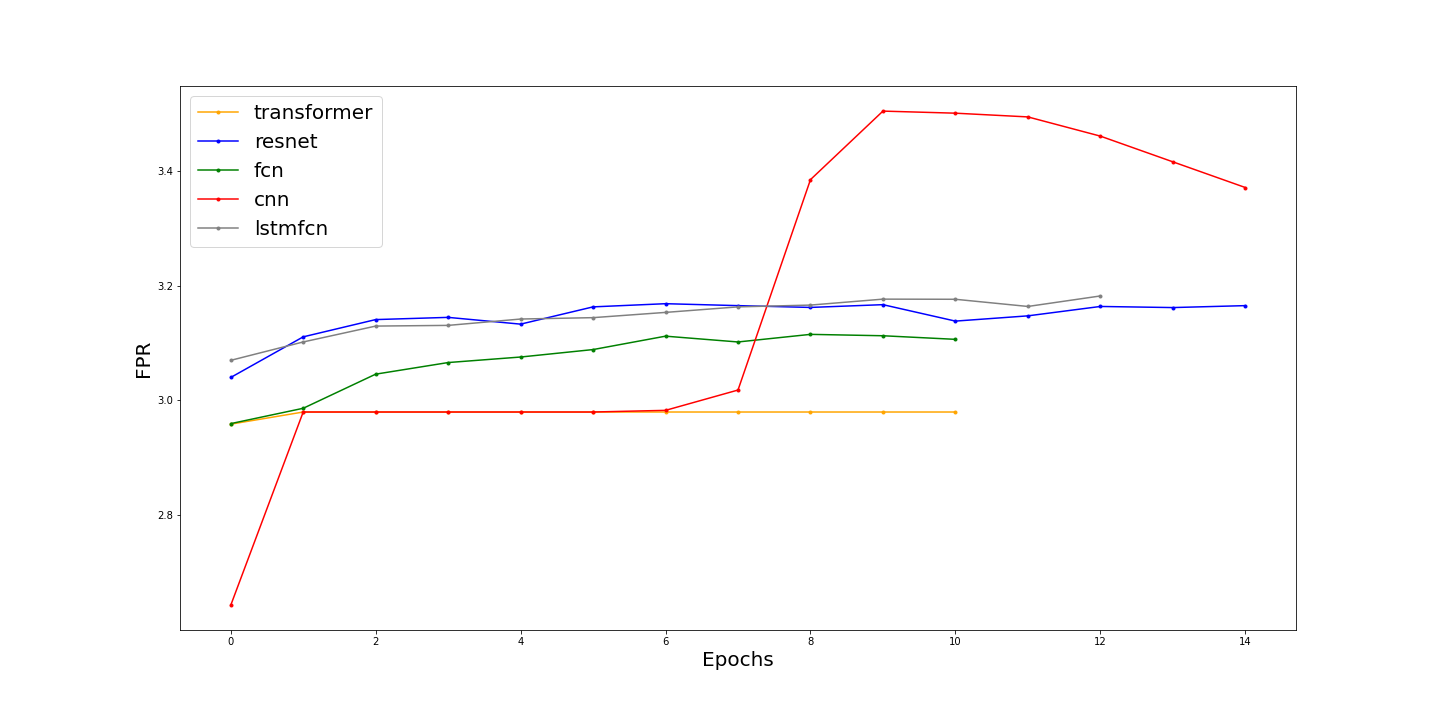 transformer
resnet
fcn
cnn
lstmfcn
3.4
3.2
3.0
2.8
FPR
0 2 4 6 8 10 12 14
Epochs